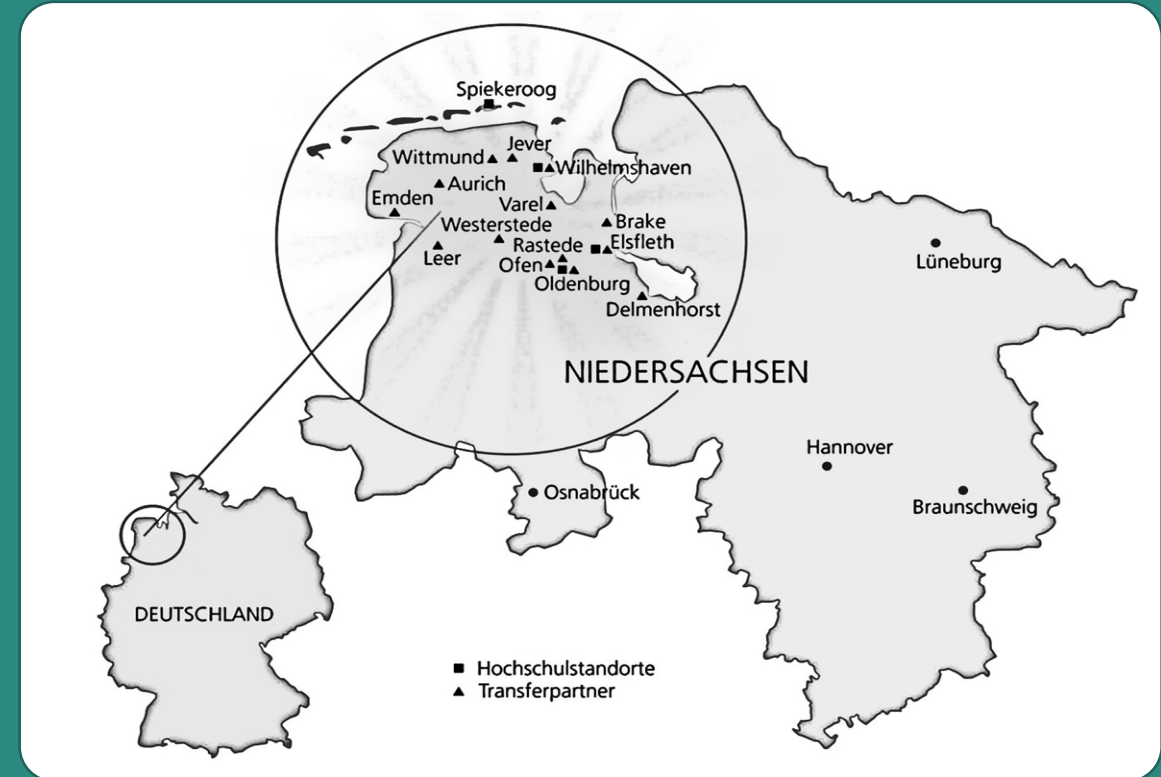 Spiekeroog
Jever
Wittmund
Wilhelmshaven
Aurich
Emden
Varel
Westerstede
Brake
Rastede
Elsfleth
Leer
Ofen
Oldenburg
Delmenhorst
Lüneburg
NIEDERSACHSEN
Hannover
Osnabrück
Braunschweig
DEUTSCHLAND
Hochschulstandorte
Transferpartner